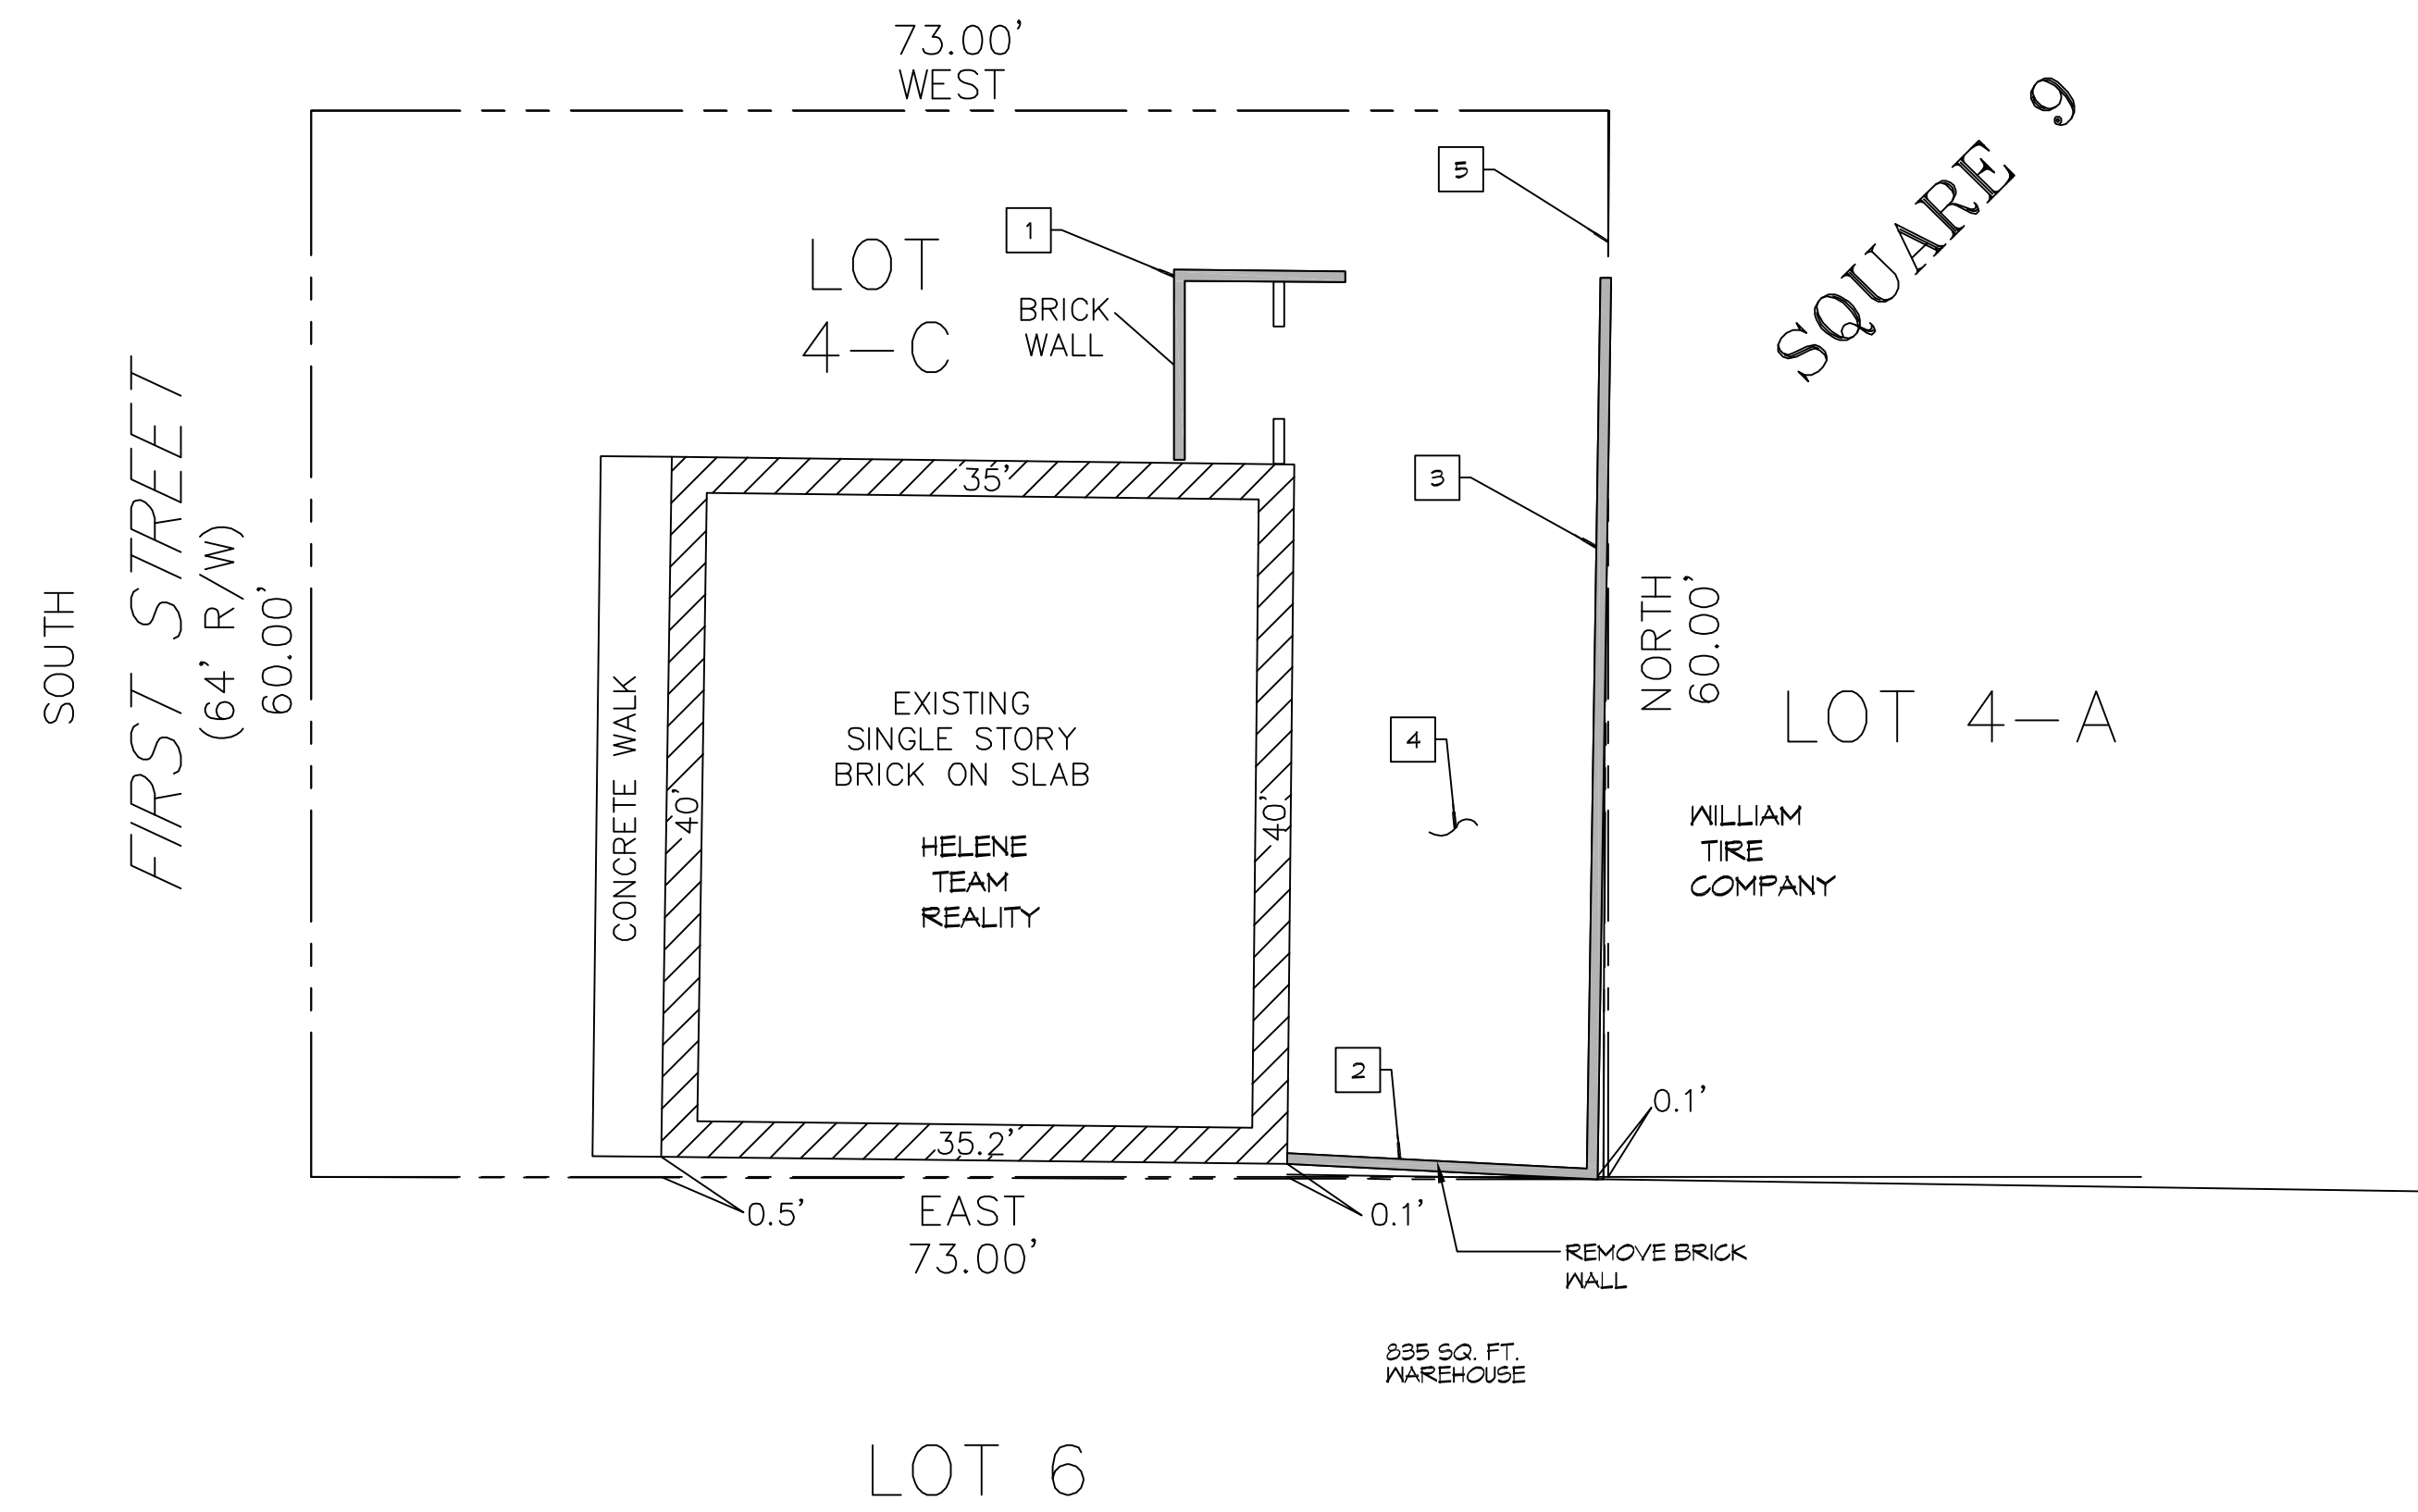 73.00'
WEST
SQUARE 9
5
1
LOT
4-C
BRICK
WALL
3
SOUTH
FIRST STREET
(64' R/W)
60.00'
35'
NORTH
60.00'
LOT 4-A
EXISTING
SINGLE STORY
BRICK ON SLAB
4
CONCRETE WALK
40'
40'
HELENE
TEAM
REALITY
WILLIAM
TIRE
COMPANY
2
0.1'
35.2'
0.5'
EAST
73.00'
0.1'
REMOVE BRICK
WALL
835 SQ. FT.
WAREHOUSE
LOT 6